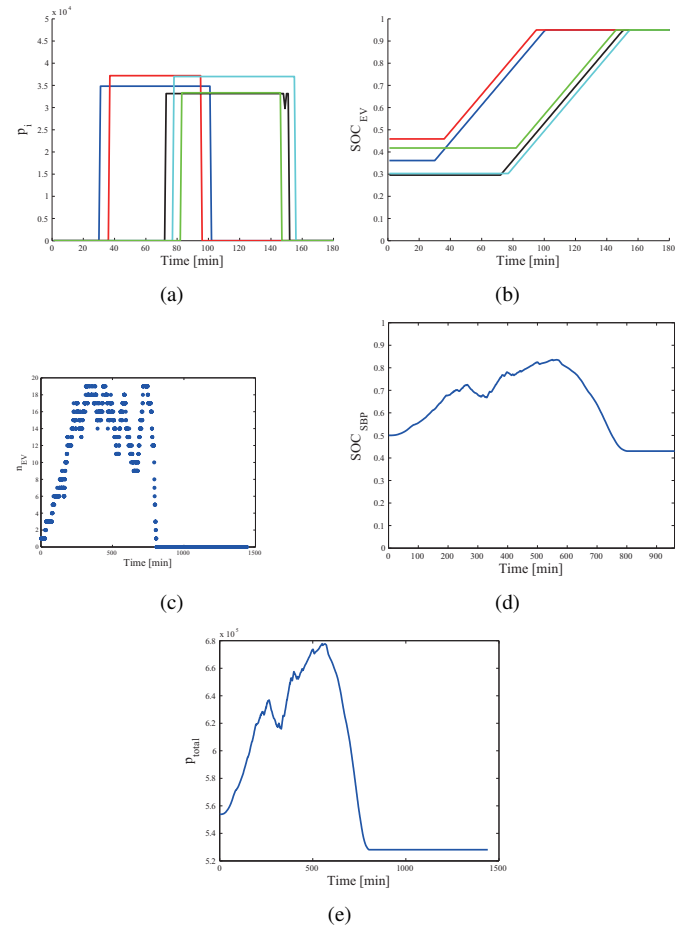 x 10^4
5
4.5
4
3.5
3
2.5
2
1.5
1
0.5
0
p_i
0 20 40 60 80 100 120 140 160 180
Time [min]
(a)
1
0.9
0.8
0.7
0.6
0.5
0.4
0.3
0.2
0.1
0
SOC_EV
0 20 40 60 80 100 120 140 160 180
Time [min]
(b)
20
18
16
14
12
10
8
6
4
2
0
n_EV
0 500 1000 1500
Time [min]
(c)
1
0.9
0.8
0.7
0.6
0.5
0.4
0.3
0.2
0.1
0
SOC_SBP
0 100 200 300 400 500 600 700 800 900
Time [min]
(d)
x 10^5
6.8
6.6
6.4
6.2
6
5.8
5.6
5.4
5.2
p_total
0 500 1000 1500
Time [min]
(e)